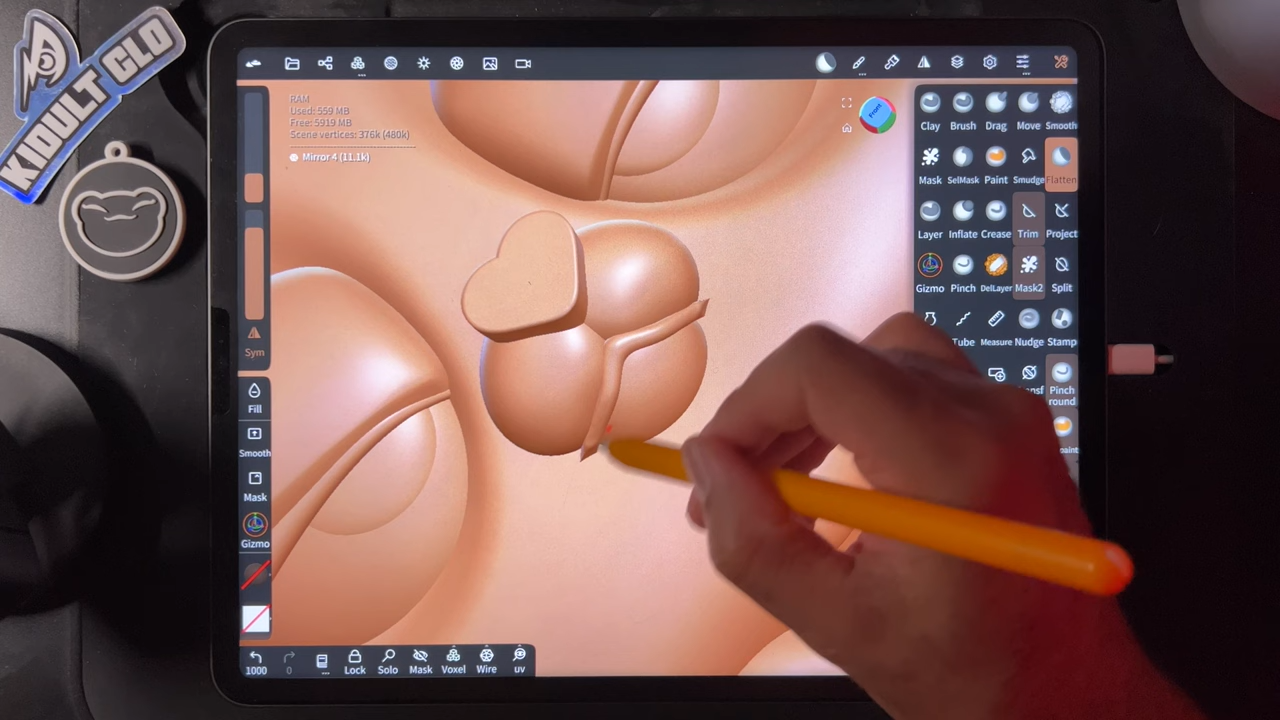 KIDULT CLO
RAM
Used: 559 MB
Free: 5919 MB
Scene vertices: 376k (480k)
Mirror 4 (11.1k)
Front
Sym
Fill
Smooth
Mask
Gizmo
Clay Brush Drag Move Smooth
Mask SelMask Paint Smudge Flatten
Layer Inflate Crease Trim Project
Gizmo Pinch DelLayer Mask2 Split
Tube Measure Nudge Stamp
Pinch
round
1000 0 Lock Solo Mask Voxel Wire uv